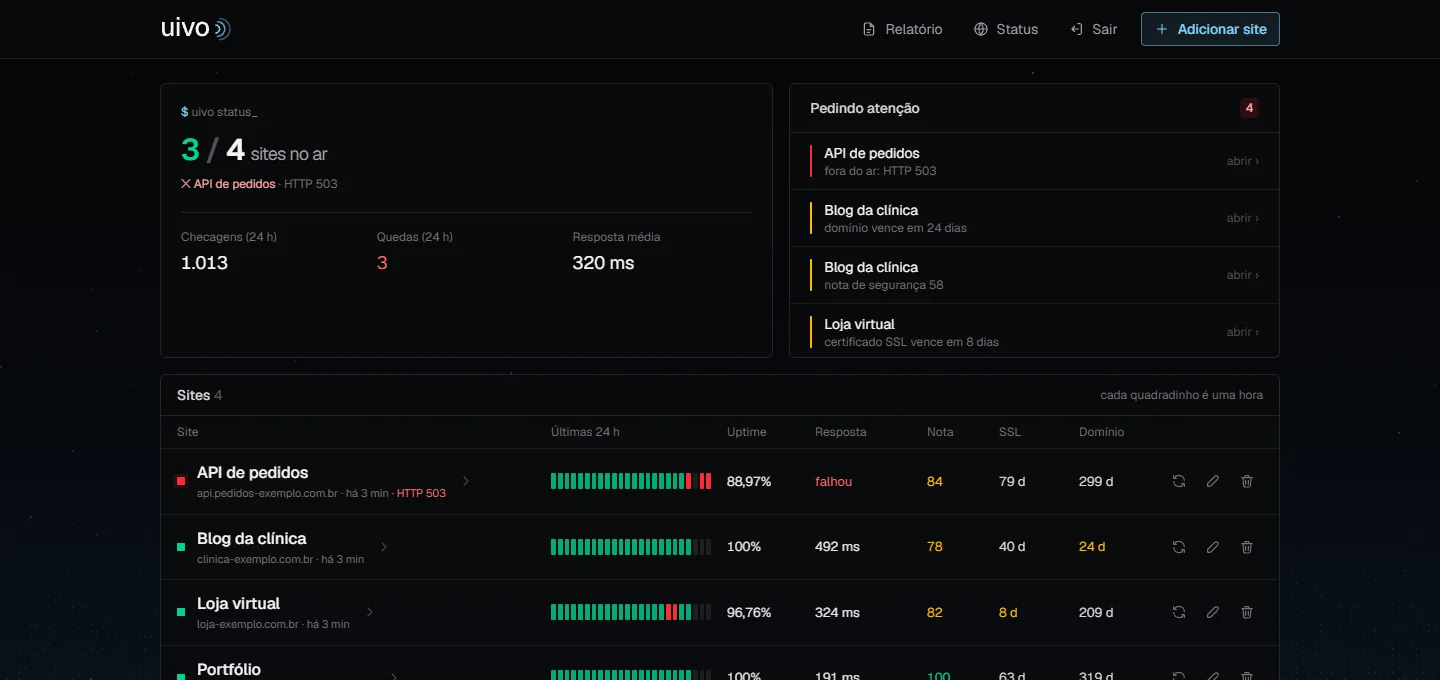 uivo
Relatório
Status
Sair
Adicionar site
$ uivo status_
3 / 4 sites no ar
API de pedidos · HTTP 503
Checagens (24 h)
Quedas (24 h)
Resposta média
1.013
3
320 ms
Pedindo atenção
4
API de pedidos
fora do ar: HTTP 503
abrir ›
Blog da clínica
domínio vence em 24 dias
abrir ›
Blog da clínica
nota de segurança 58
abrir ›
Loja virtual
certificado SSL vence em 8 dias
abrir ›
Sites 4
cada quadradinho é uma hora
Site
Últimas 24 h
Uptime
Resposta
Nota
SSL
Domínio
API de pedidos
api.pedidos-exemplo.com.br · há 3 min · HTTP 503
88,97%
falhou
84
79 d
299 d
Blog da clínica
clinica-exemplo.com.br · há 3 min
100%
492 ms
78
40 d
24 d
Loja virtual
loja-exemplo.com.br · há 3 min
96,76%
324 ms
82
8 d
209 d
Portfólio
100%
191 ms
100
63 d
319 d